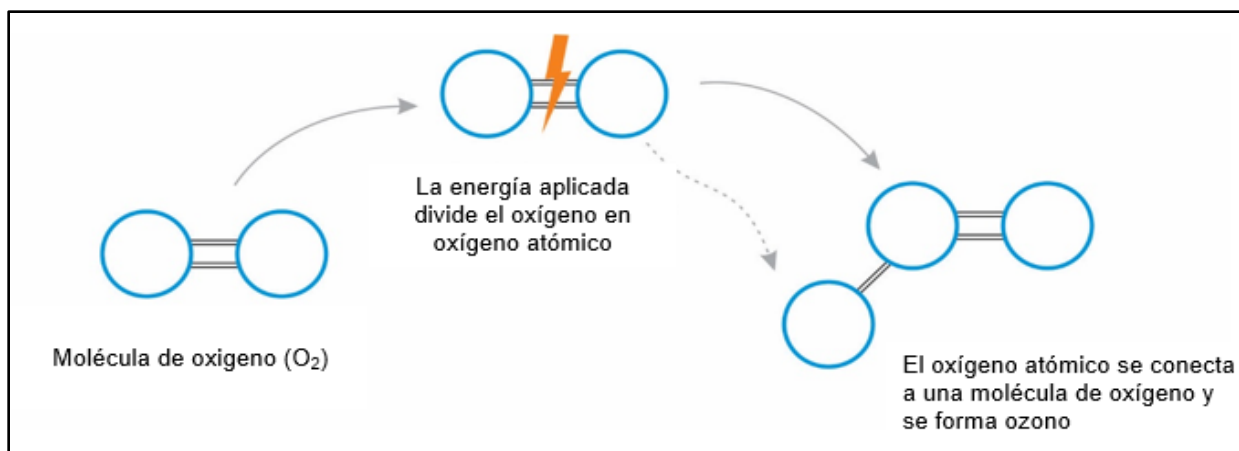 La energía aplicada
divide el oxígeno en
oxígeno atómico
Molécula de oxigeno (O₂)
El oxígeno atómico se conecta
a una molécula de oxígeno y
se forma ozono